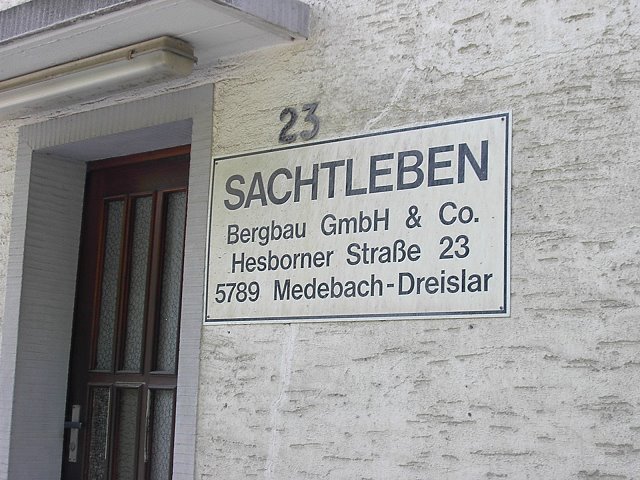 23
SACHTLEBEN
Bergbau GmbH & Co.
Hesborner Straße 23
5789 Medebach-Dreislar